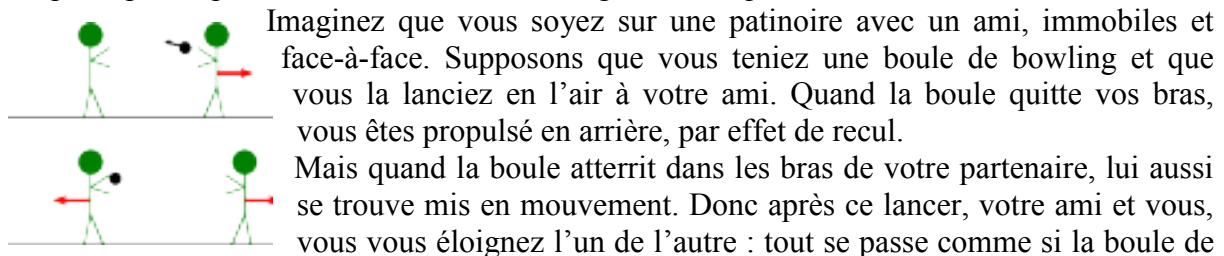 Imaginez que vous soyez sur une patinoire avec un ami, immobiles et
face-à-face. Supposons que vous teniez une boule de bowling et que
vous la lanciez en l’air à votre ami. Quand la boule quitte vos bras,
vous êtes propulsé en arrière, par effet de recul.
Mais quand la boule atterrit dans les bras de votre partenaire, lui aussi
se trouve mis en mouvement. Donc après ce lancer, votre ami et vous,
vous vous éloignez l’un de l’autre : tout se passe comme si la boule de